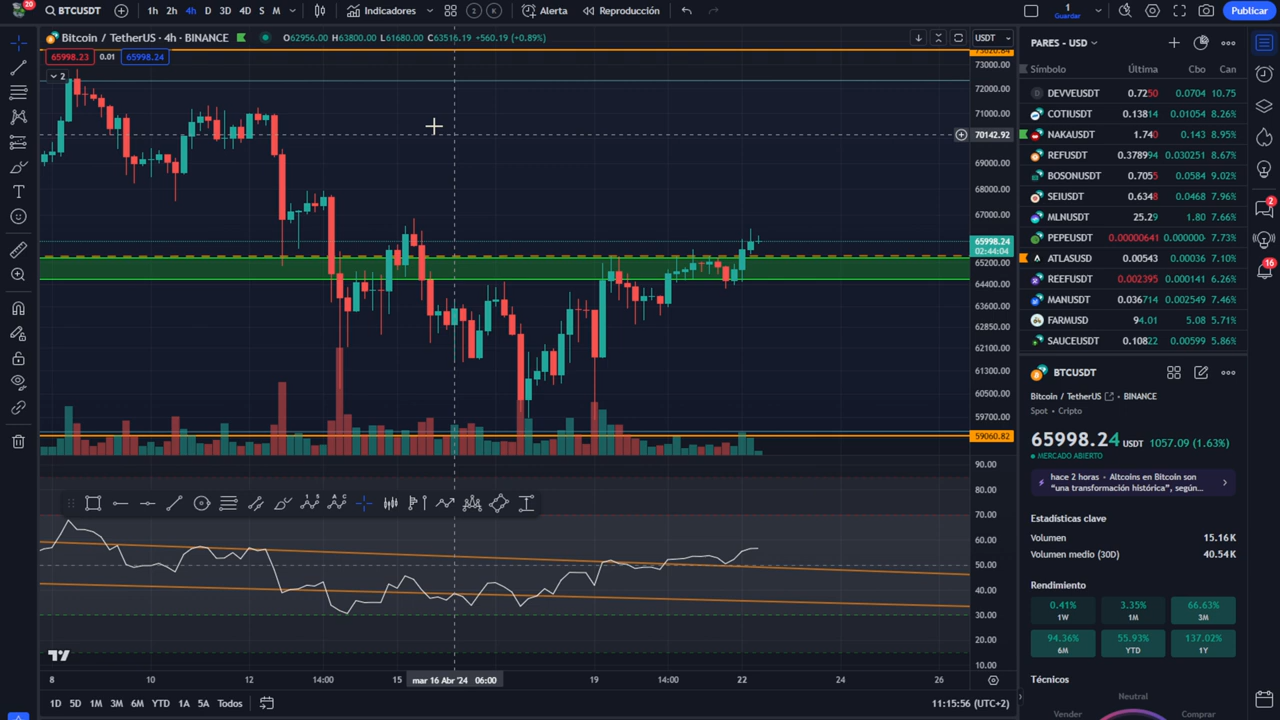 20 BTCUSDT 1h 2h 4h D 3D 4D S M Indicadores 2 K Alerta Reproducción 1 Guardar Publicar
Bitcoin / TetherUS · 4h · BINANCE O62956.00 H63800.00 L61680.00 C63516.19 +560.19 (+0.89%) USDT
65998.23 0.01 65998.24
2
73000.00
72000.00
71000.00
70142.92
69000.00
68000.00
67000.00
65998.24
02:44:04
65200.00
64400.00
63600.00
62850.00
62100.00
61300.00
60500.00
59700.00
59060.82
90.00
80.00
70.00
60.00
50.00
40.00
30.00
20.00
10.00
8 10 12 14:00 15 mar 16 Abr '24 06:00 19 14:00 22 24 26
1D 5D 1M 3M 6M YTD 1A 5A Todos 11:15:56 (UTC+2)
PARES - USD
Símbolo Última Cbo Can
DEVVEUSDT 0.7250 0.0704 10.75
COTIUSDT 0.13814 0.01054 8.26%
NAKAUSDT 1.740 0.143 8.95%
REFUSDT 0.378994 0.030251 8.67%
BOSONUSDT 0.7055 0.0584 9.02%
SEIUSDT 0.6348 0.0468 7.96%
MLNUSDT 25.29 1.80 7.66%
PEPEUSDT 0.00000641 0.000000 7.73%
ATLASUSD 0.00543 0.00036 7.10%
REEFUSDT 0.002395 0.000141 6.26%
MANUSDT 0.036714 0.002549 7.46%
FARMUSD 94.01 5.08 5.71%
SAUCEUSDT 0.10822 0.00599 5.86%
BTCUSDT
Bitcoin / TetherUS • BINANCE
Spot • Cripto
65998.24 USDT 1057.09 (1.63%)
MERCADO ABIERTO
hace 2 horas · Altcoins en Bitcoin son
“una transformación histórica”, según...
Estadísticas clave
Volumen 15.16K
Volumen medio (30D) 40.54K
Rendimiento
0.41% 3.35% 66.63%
1W 1M 3M
94.36% 55.93% 137.02%
6M YTD 1Y
Técnicos
Neutral
Vender Comprar
2
16